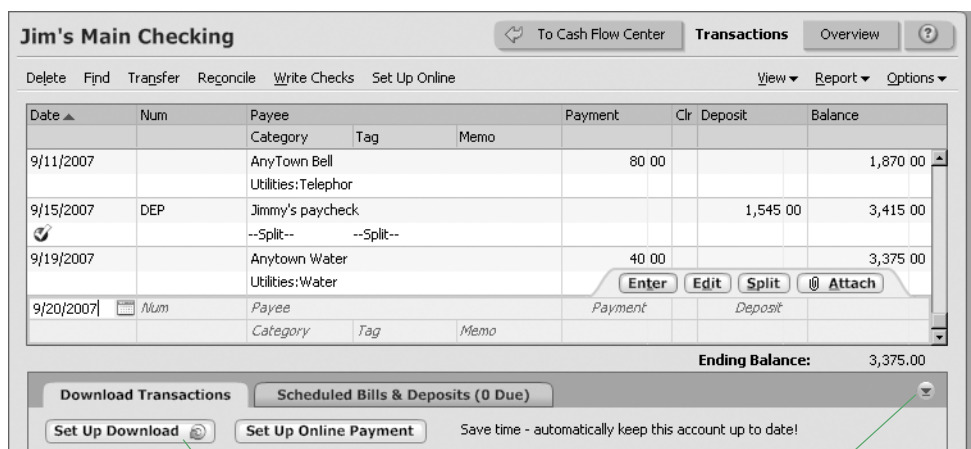 Jim's Main Checking To Cash Flow Center Transactions Overview ?
Delete Find Transfer Reconcile Write Checks Set Up Online View Report Options
Date Num Payee Payment Clr Deposit Balance
Category Tag Memo
9/11/2007 AnyTown Bell 80 00 1,870 00
Utilities:Telephor
9/15/2007 DEP Jimmy's paycheck 1,545 00 3,415 00
--Split-- --Split--
9/19/2007 Anytown Water 40 00 3,375 00
Utilities:Water Enter Edit Split Attach
9/20/2007 Num Payee Payment Deposit
Category Tag Memo
Ending Balance: 3,375.00
Download Transactions Scheduled Bills & Deposits (0 Due)
Set Up Download Set Up Online Payment Save time - automatically keep this account up to date!